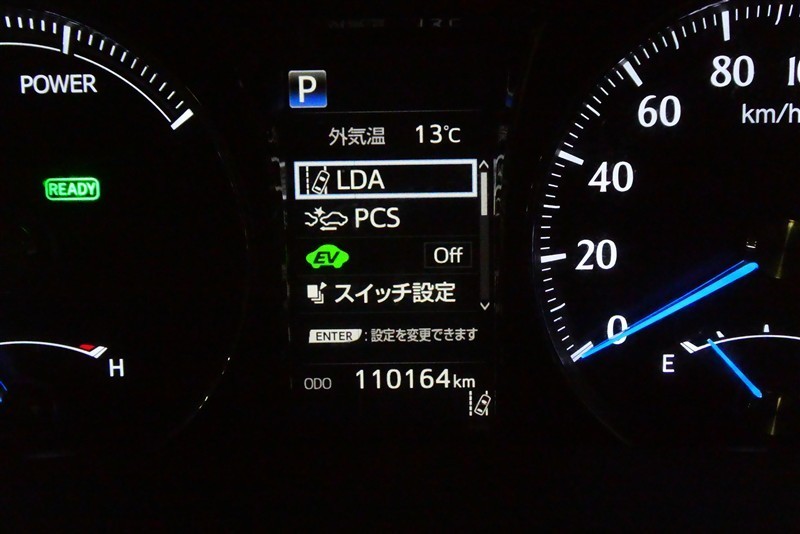 POWER
READY
H
P
外気温 13℃
LDA
PCS
EV Off
スイッチ設定
ENTER :設定を変更できます
ODO 110164km
80
60
km/h
40
20
0
E